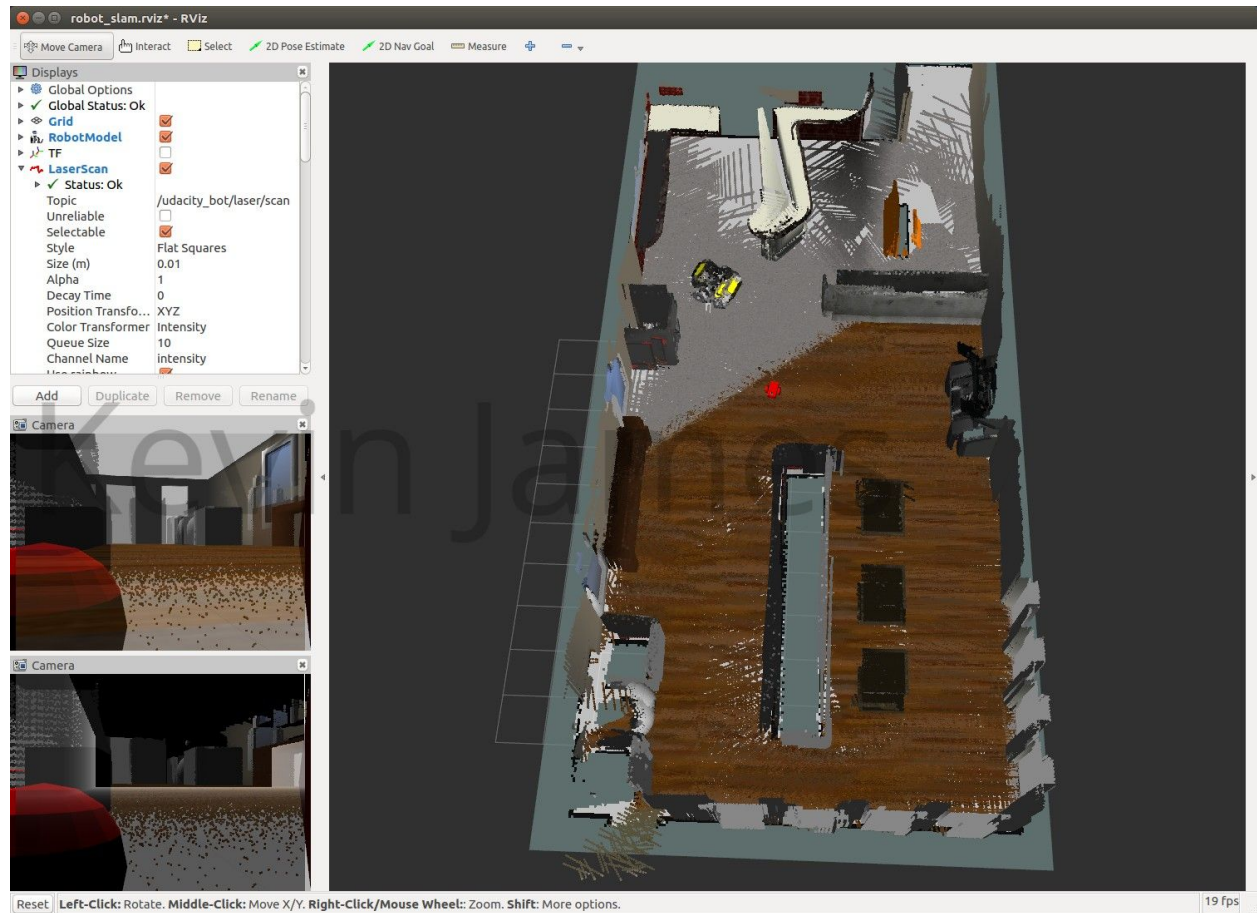 robot_slam.rviz* - RViz
Move Camera Interact Select 2D Pose Estimate 2D Nav Goal Measure
Displays
Global Options
Global Status: Ok
Grid
RobotModel
TF
LaserScan
Status: Ok
Topic /udacity_bot/laser/scan
Unreliable
Selectable
Style Flat Squares
Size (m) 0.01
Alpha 1
Decay Time 0
Position Transfo... XYZ
Color Transformer Intensity
Queue Size 10
Channel Name intensity
Use rainbow
Add Duplicate Remove Rename
Camera
Kevin James
Camera
Reset Left-Click: Rotate. Middle-Click: Move X/Y. Right-Click/Mouse Wheel:: Zoom. Shift: More options. 19 fps